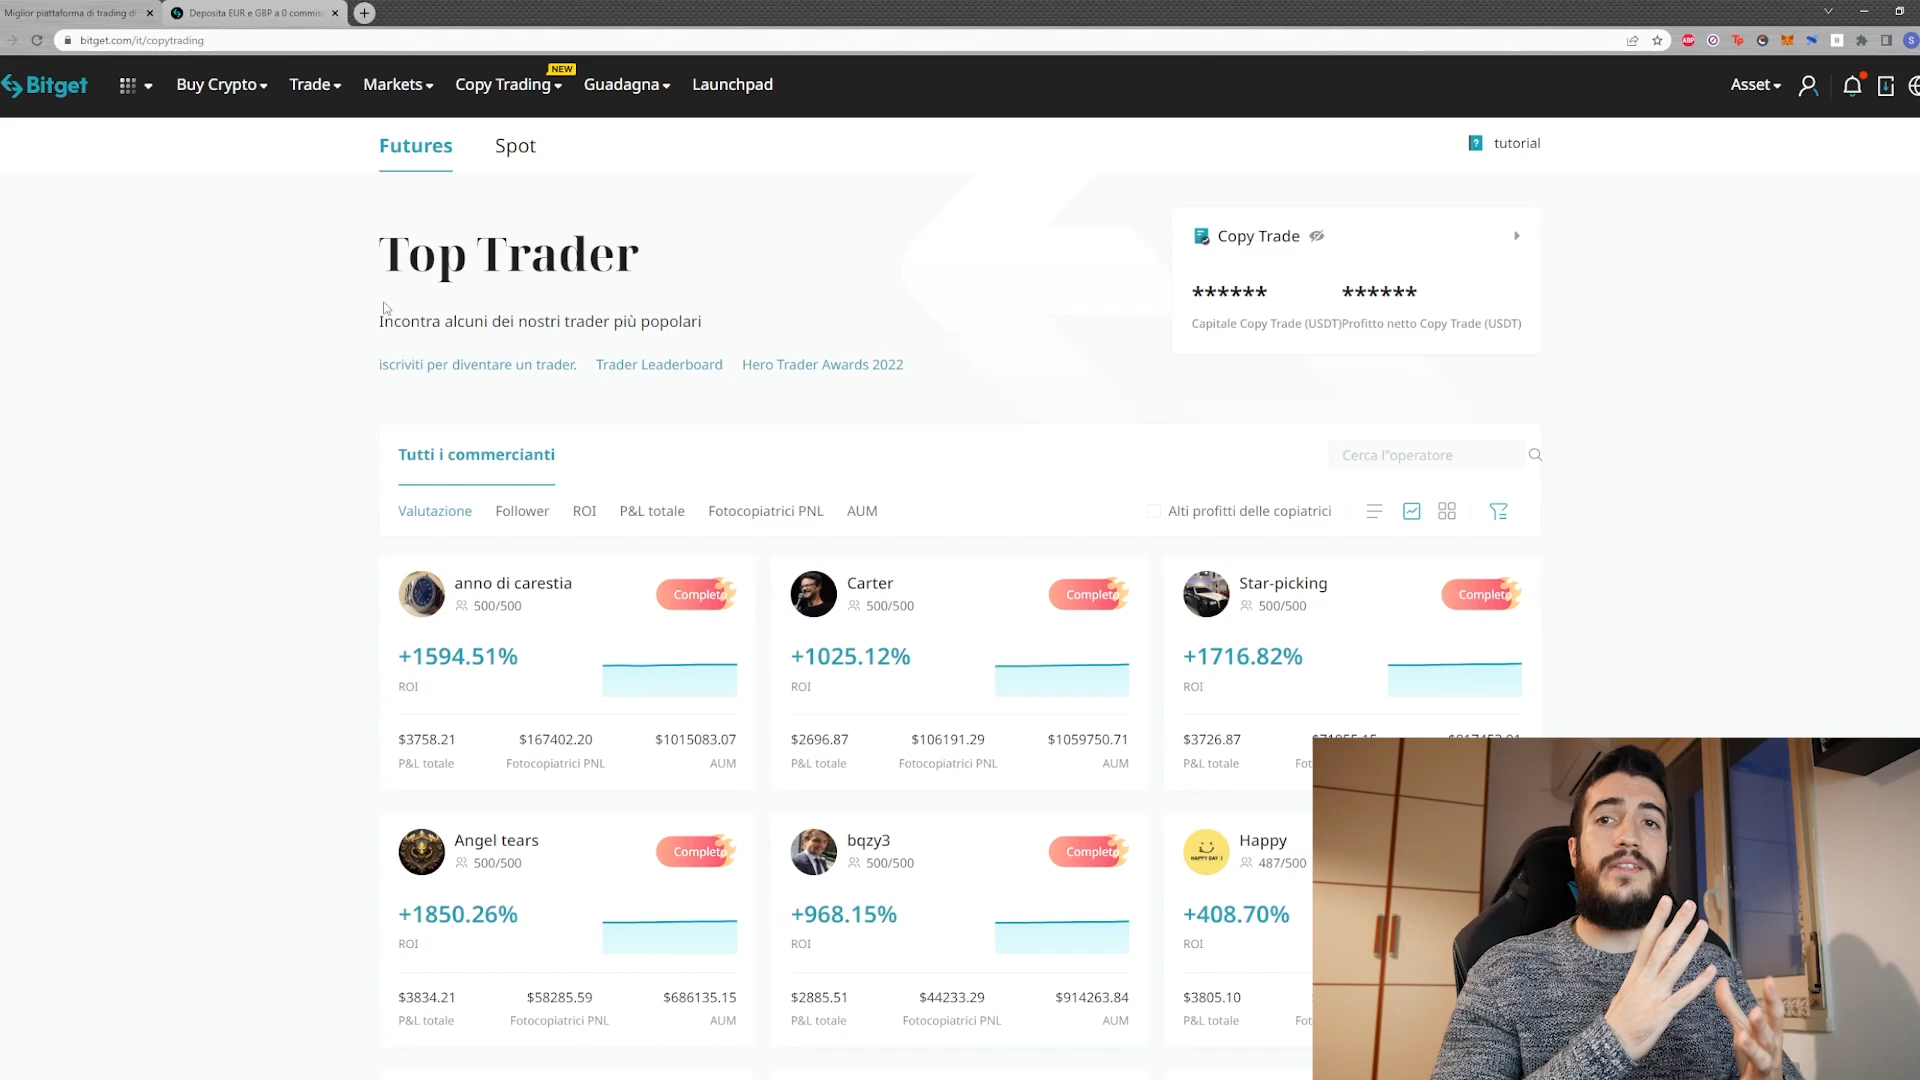 Miglior piattaforma di trading di
Deposita EUR e GBP a 0 commis
bitget.com/it/copytrading
ABP
Tp
B
S
Bitget
Buy Crypto
Trade
Markets
Copy Trading
NEW
Guadagna
Launchpad
Asset
Futures
Spot
tutorial
Top Trader
Incontra alcuni dei nostri trader più popolari
iscriviti per diventare un trader.
Trader Leaderboard
Hero Trader Awards 2022
Copy Trade
****** ******
Capitale Copy Trade (USDT)Profitto netto Copy Trade (USDT)
Tutti i commercianti
Cerca l"operatore
Valutazione Follower ROI P&L totale Fotocopiatrici PNL AUM
Alti profitti delle copiatrici
anno di carestia
500/500
Completo
+1594.51%
ROI
$3758.21 $167402.20 $1015083.07
P&L totale Fotocopiatrici PNL AUM
Carter
500/500
Completo
+1025.12%
ROI
$2696.87 $106191.29 $1059750.71
P&L totale Fotocopiatrici PNL AUM
Star-picking
500/500
Completo
+1716.82%
ROI
$3726.87
P&L totale Fot
Angel tears
500/500
Completo
+1850.26%
ROI
$3834.21 $58285.59 $686135.15
P&L totale Fotocopiatrici PNL AUM
bqzy3
500/500
Completo
+968.15%
ROI
$2885.51 $44233.29 $914263.84
P&L totale Fotocopiatrici PNL AUM
HAPPY DAY
Happy
487/500
+408.70%
ROI
$3805.10
P&L totale Fot